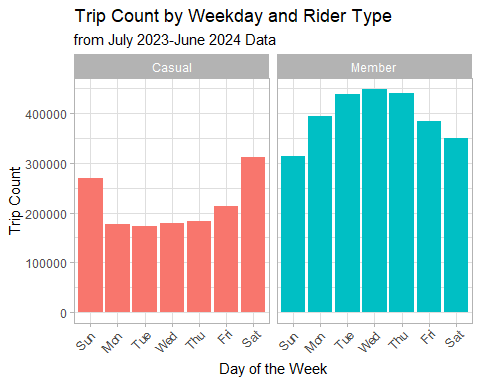 Trip Count by Weekday and Rider Type
from July 2023-June 2024 Data
Casual
Member
Trip Count
400000
300000
200000
100000
0
Sun Mon Tue Wed Thu Fri Sat
Sun Mon Tue Wed Thu Fri Sat
Day of the Week